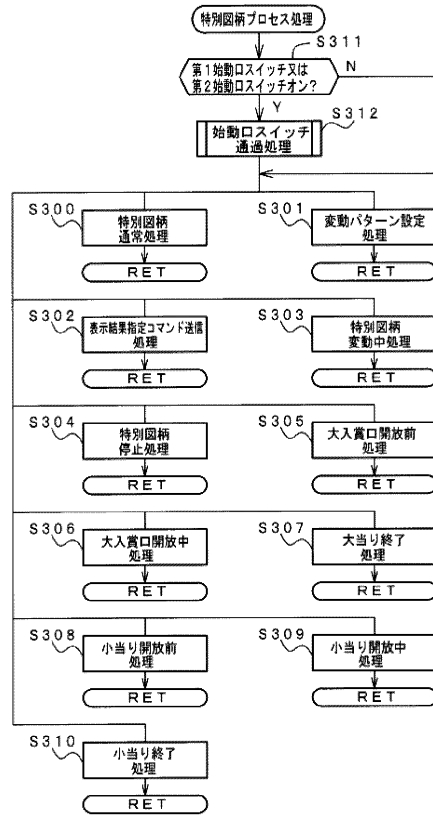 特別図柄プロセス処理
S311
第1始動口スイッチ又は
第2始動口スイッチオン?
N
Y
S312
始動口スイッチ
通過処理
S300
特別図柄
通常処理
RET
S301
変動パターン設定
処理
RET
S302
表示結果指定コマンド送信
処理
RET
S303
特別図柄
変動中処理
RET
S304
特別図柄
停止処理
RET
S305
大入賞口開放前
処理
RET
S306
大入賞口開放中
処理
RET
S307
大当り終了
処理
RET
S308
小当り開放前
処理
RET
S309
小当り開放中
処理
RET
S310
小当り終了
処理
RET